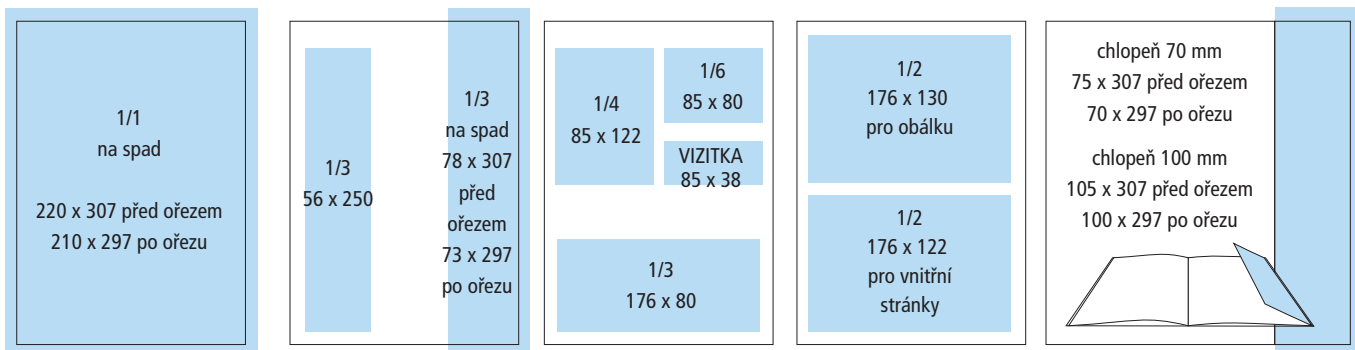 1/1
na spad
220 x 307 před ořezem
210 x 297 po ořezu
1/3
56 x 250
1/3
na spad
78 x 307
před
ořezem
73 x 297
po ořezu
1/4
85 x 122
1/6
85 x 80
VIZITKA
85 x 38
1/3
176 x 80
1/2
176 x 130
pro obálku
1/2
176 x 122
pro vnitřní
stránky
chlopeň 70 mm
75 x 307 před ořezem
70 x 297 po ořezu
chlopeň 100 mm
105 x 307 před ořezem
100 x 297 po ořezu